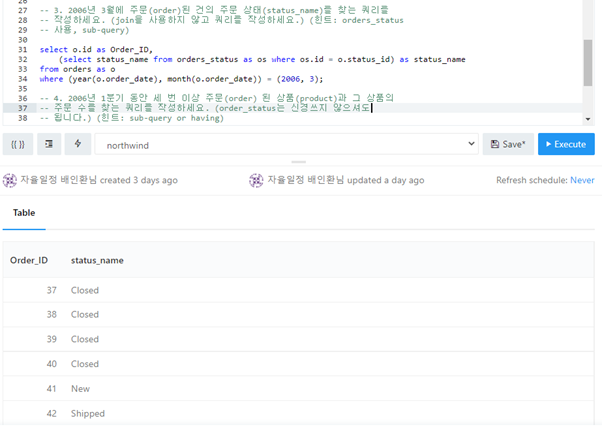 27
28 -- 3. 2006년 3월에 주문(order)된 건의 주문 상태(status_name)를 찾는 쿼리를
29 -- 작성하세요. (join을 사용하지 않고 쿼리를 작성하세요.) (힌트: orders_status
-- 사용, sub-query)
30
31 select o.id as Order_ID,
32 (select status_name from orders_status as os where os.id = o.status_id) as status_name
33 from orders as o
34 where (year(o.order_date), month(o.order_date)) = (2006, 3);
35
36 -- 4. 2006년 1분기 동안 세 번 이상 주문(order) 된 상품(product)과 그 상품의
37 -- 주문 수를 찾는 쿼리를 작성하세요. (order_status는 신경쓰지 않으셔도
38 -- 됩니다.) (힌트: sub-query or having)
{{ }} northwind Save* Execute
자율일정 배인환님 created 3 days ago 자율일정 배인환님 updated a day ago Refresh schedule: Never
Table
Order_ID status_name
37 Closed
38 Closed
39 Closed
40 Closed
41 New
42 Shipped